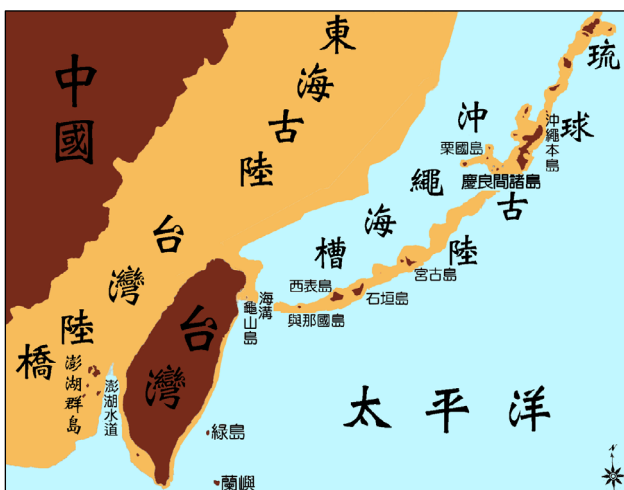 中國
東海古陸
琉球古陸
沖繩海槽
沖繩本島
栗國島
慶良間諸島
宮古島
石垣島
西表島
與那國島
海溝
龜山島
台灣陸橋
台灣
澎湖群島
澎湖水道
綠島
蘭嶼
太平洋
N